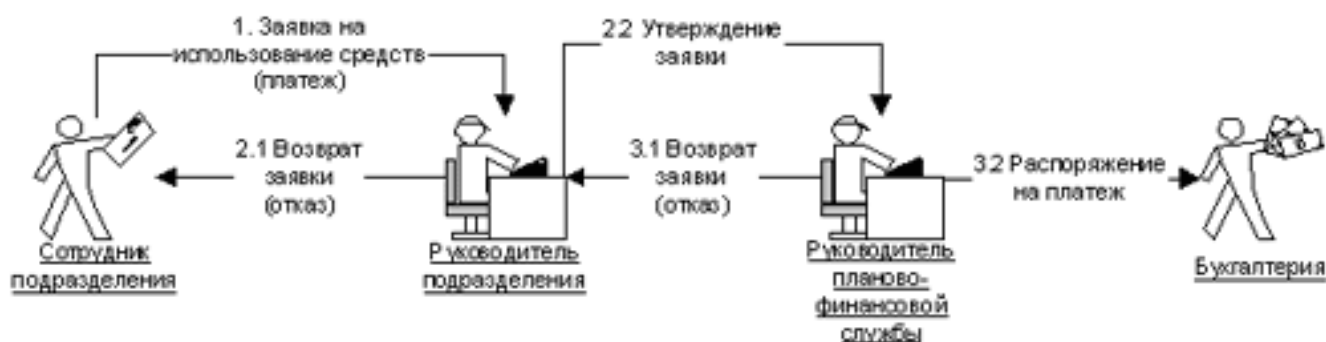 1. Заявка на
использование средств
(платеж)
2.2 Утверждение
заявки
2.1 Возврат
заявки
(отказ)
3.1 Возврат
заявки
(отказ)
3.2 Распоряжение
на платеж
Сотрудник
подразделения
Руководитель
подразделения
Руководитель
планово-
финансовой
службы
Бухгалтерия